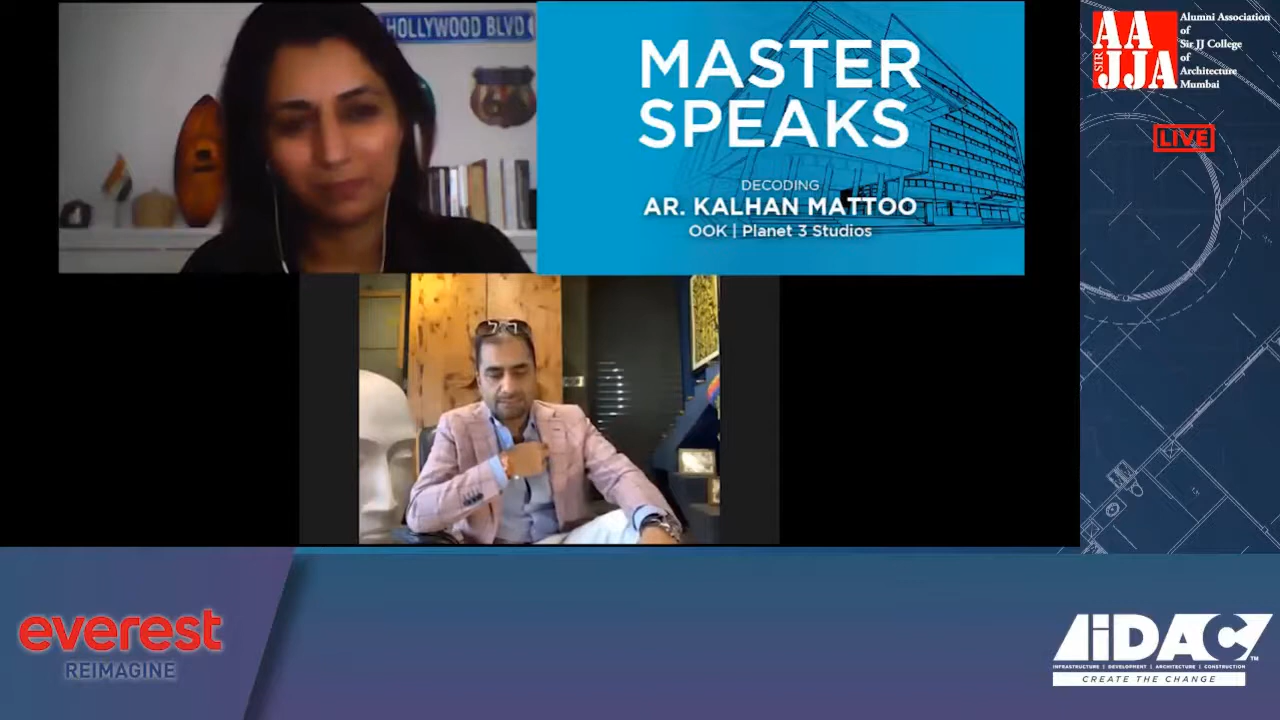 HOLLYWOOD BLVD
MASTER
SPEAKS
DECODING
AR. KALHAN MATTOO
OOK | Planet 3 Studios
SIR
AA
JJA
Alumni Association
of
Sir JJ College
of
Architecture
Mumbai
LIVE
everest
REIMAGINE
iDAC
TM
INFRASTRUCTURE | DEVELOPMENT | ARCHITECTURE | CONSTRUCTION
CREATE THE CHANGE